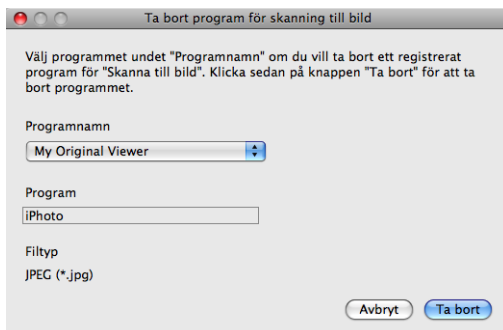 Ta bort program för skanning till bild
Välj programmet undet "Programnamn" om du vill ta bort ett registrerat
program för "Skanna till bild". Klicka sedan på knappen "Ta bort" för att ta
bort programmet.
Programnamn
My Original Viewer
Program
iPhoto
Filtyp
JPEG (*.jpg)
Avbryt Ta bort